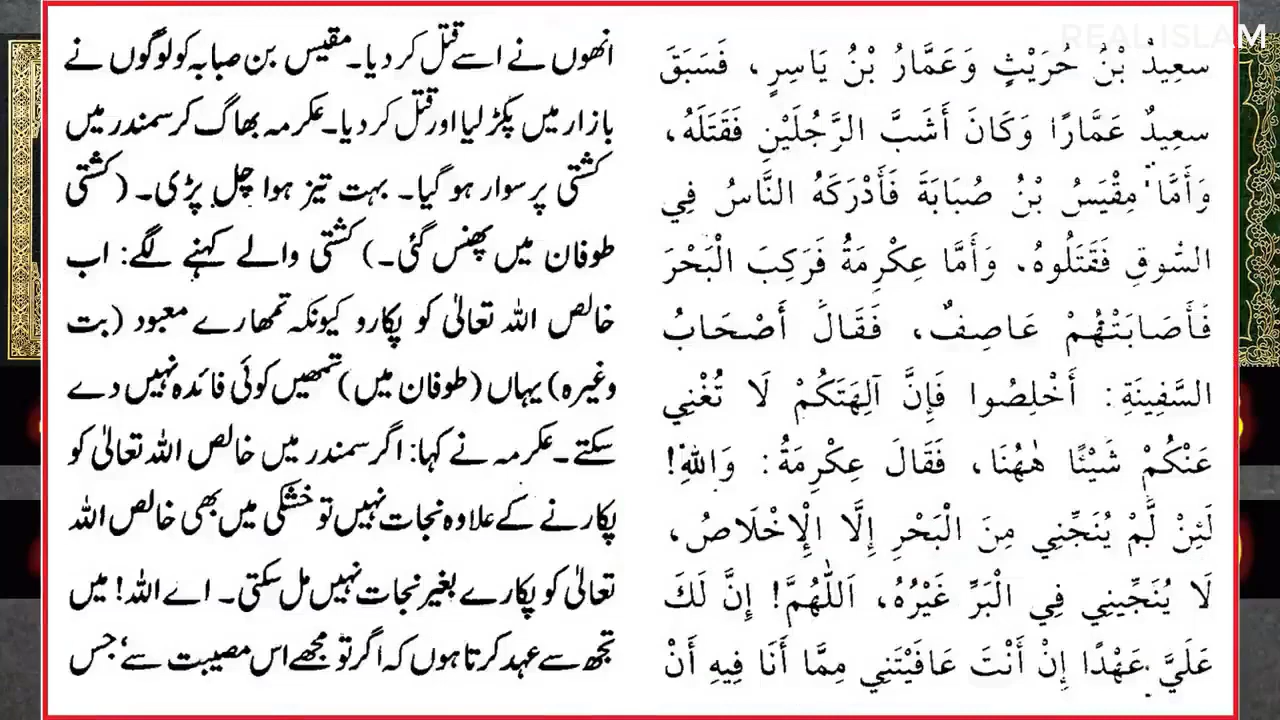 REAL ISLAM
سعِيدُ بْنُ حُرَيْثٍ وَعَمَّارُ بْنُ يَاسِرٍ، فَسَبَقَ
سعِيدٌ عَمَّارًا وَكَانَ أَشَبَّ الرَّجُلَيْنِ فَقَتَلَهُ،
وَأَمَّا مِقْيَسُ بْنُ صُبَابَةَ فَأَدْرَكَهُ النَّاسُ فِي
السُّوقِ فَقَتَلُوهُ، وَأَمَّا عِكْرِمَةُ فَرَكِبَ الْبَحْرَ
فَأَصَابَتْهُمْ عَاصِفٌ، فَقَالَ أَصْحَابُ
السَّفِينَةِ: أَخْلِصُوا فَإِنَّ آلِهَتَكُمْ لَا تُغْنِي
عَنْكُمْ شَيْئًا هٰهُنَا، فَقَالَ عِكْرِمَةُ: وَاللهِ!
لَئِنْ لَّمْ يُنَجِّنِي مِنَ الْبَحْرِ إِلَّا الْإِخْلَاصُ،
لَا يُنَجِّينِي فِي الْبَرِّ غَيْرُهُ، اَللّٰهُمَّ! إِنَّ لَكَ
عَلَيَّ عَهْدًا إِنْ أَنْتَ عَافَيْتَنِي مِمَّا أَنَا فِيهِ أَنْ
انھوں نے اسے قتل کر دیا۔ مقیس بن صبابہ کو لوگوں نے
بازار میں پکڑ لیا اور قتل کر دیا۔ عکرمہ بھاگ کر سمندر میں
کشتی پر سوار ہو گیا۔ بہت تیز ہوا چل پڑی۔ (کشتی
طوفان میں پھنس گئی۔) کشتی والے کہنے لگے: اب
خالص اللہ تعالیٰ کو پکارو کیونکہ تمھارے معبود (بت
وغیرہ) یہاں (طوفان میں) تمھیں کوئی فائدہ نہیں دے
سکتے۔ عکرمہ نے کہا: اگر سمندر میں خالص اللہ تعالیٰ کو
پکارنے کے علاوہ نجات نہیں تو خشکی میں بھی خالص اللہ
تعالیٰ کو پکارے بغیر نجات نہیں مل سکتی۔ اے اللہ! میں
تجھ سے عہد کرتا ہوں کہ اگر تو مجھے اس مصیبت سے، جس